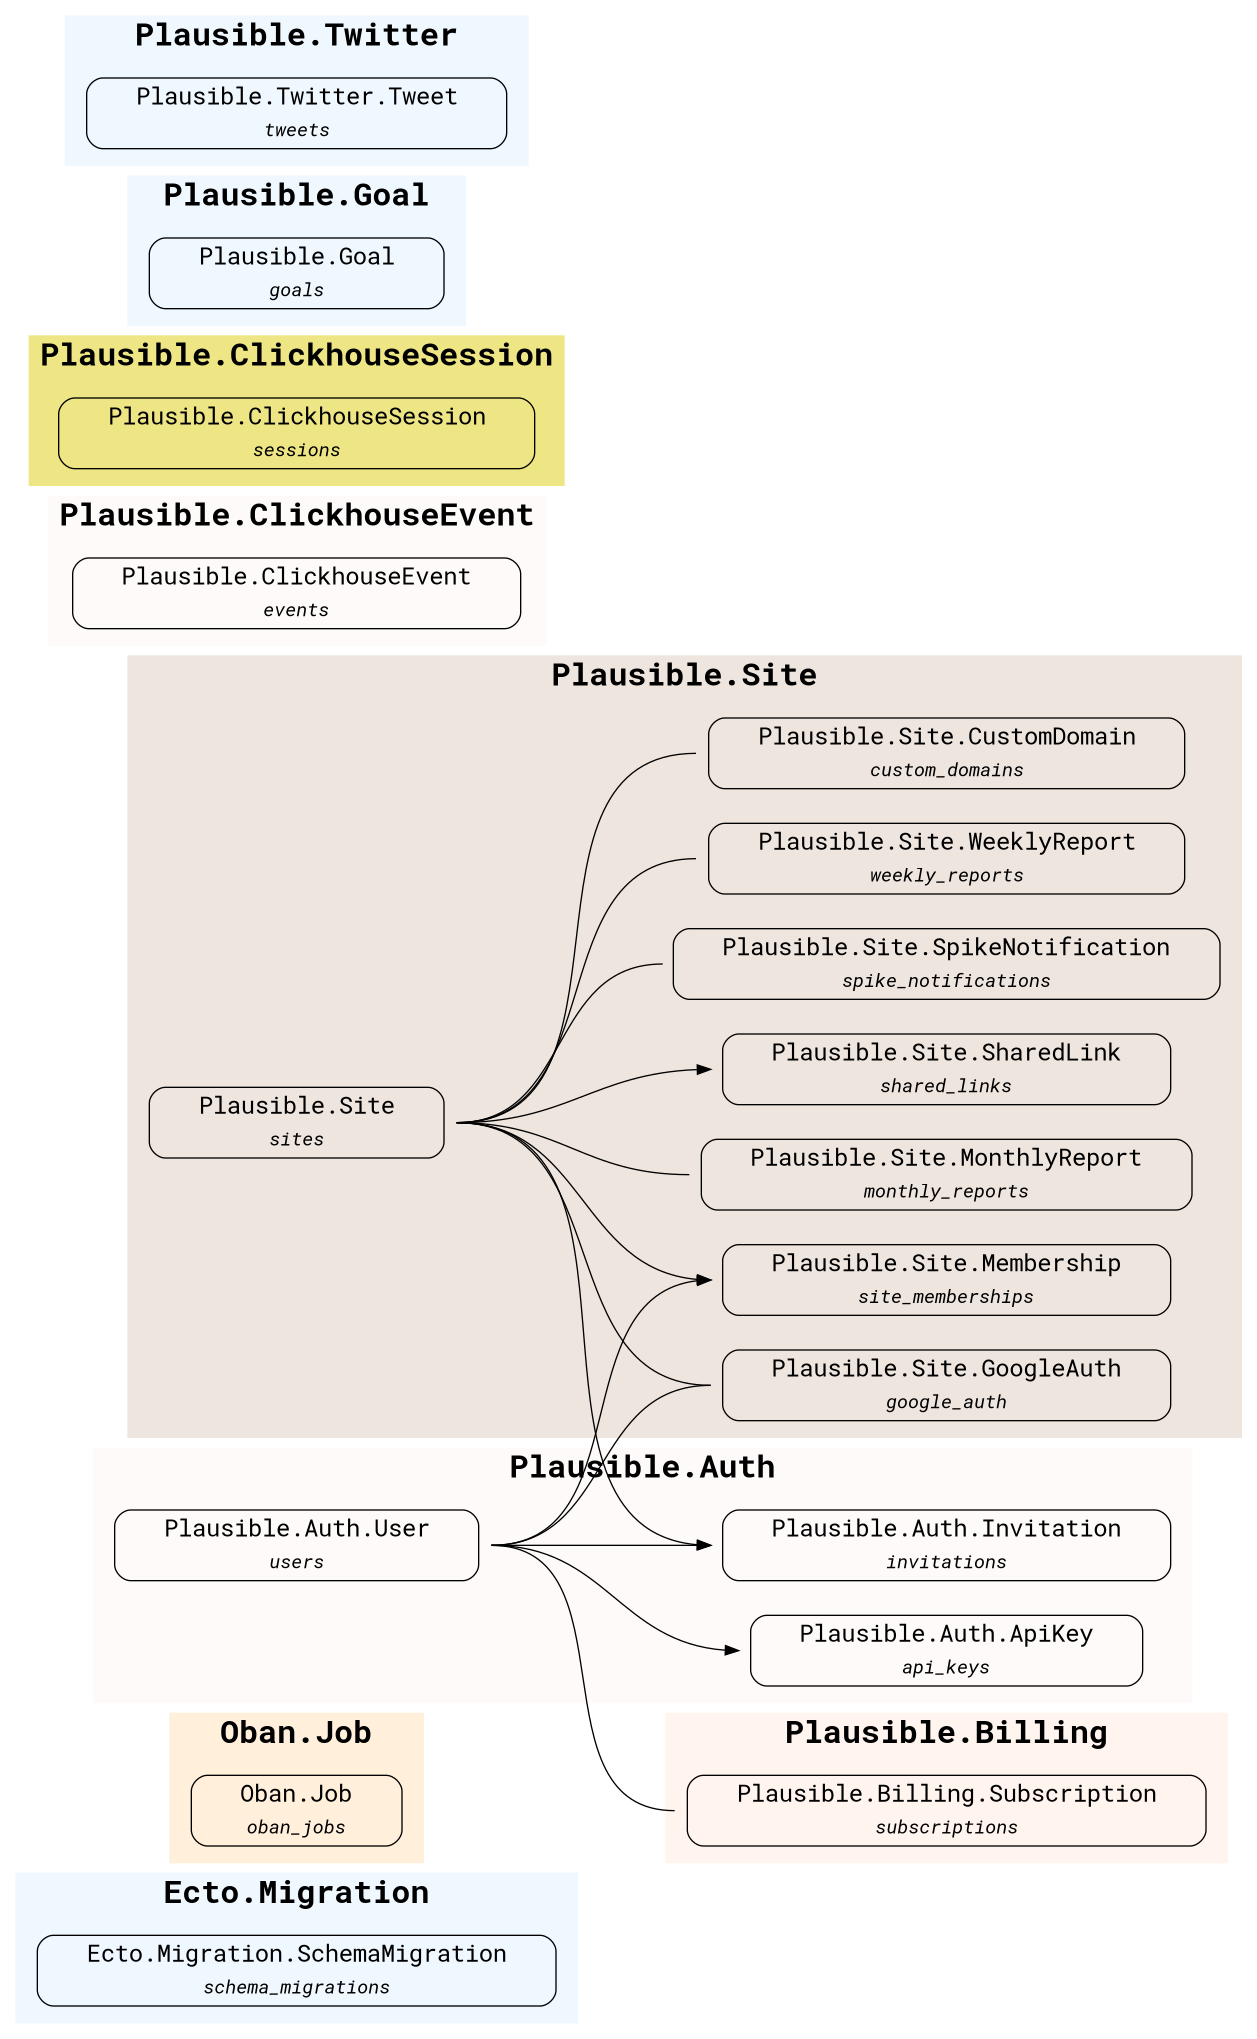 Plausible.Twitter
Plausible.Twitter.Tweet
tweets
Plausible.Goal
Plausible.Goal
goals
Plausible.ClickhouseSession
Plausible.ClickhouseSession
sessions
Plausible.ClickhouseEvent
Plausible.ClickhouseEvent
events
Plausible.Site
Plausible.Site.CustomDomain
custom_domains
Plausible.Site.WeeklyReport
weekly_reports
Plausible.Site.SpikeNotification
spike_notifications
Plausible.Site.SharedLink
shared_links
Plausible.Site
sites
Plausible.Site.MonthlyReport
monthly_reports
Plausible.Site.Membership
site_memberships
Plausible.Site.GoogleAuth
google_auth
Plausible.Auth
Plausible.Auth.User
users
Plausible.Auth.Invitation
invitations
Plausible.Auth.ApiKey
api_keys
Oban.Job
Oban.Job
oban_jobs
Plausible.Billing
Plausible.Billing.Subscription
subscriptions
Ecto.Migration
Ecto.Migration.SchemaMigration
schema_migrations